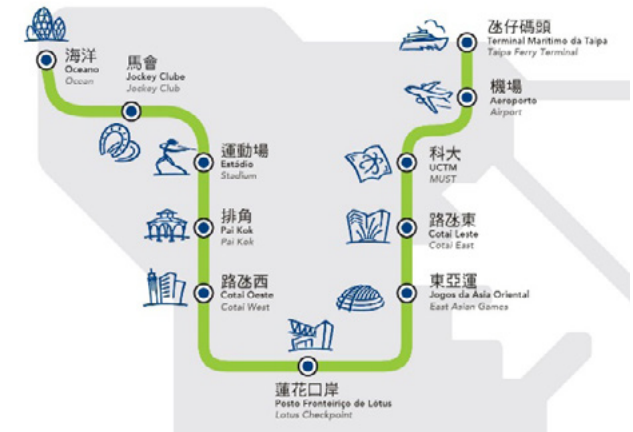 海洋
Oceano
Ocean
馬會
Jockey Clube
Jockey Club
運動場
Estádio
Stadium
排角
Pai Kok
Pai Kok
路氹西
Cotai Oeste
Cotai West
蓮花口岸
Posto Fronteiriço de Lótus
Lotus Checkpoint
東亞運
Jogos da Ásia Oriental
East Asian Games
路氹東
Cotai Leste
Cotai East
科大
UCTM
MUST
機場
Aeroporto
Airport
氹仔碼頭
Terminal Marítimo da Taipa
Taipa Ferry Terminal